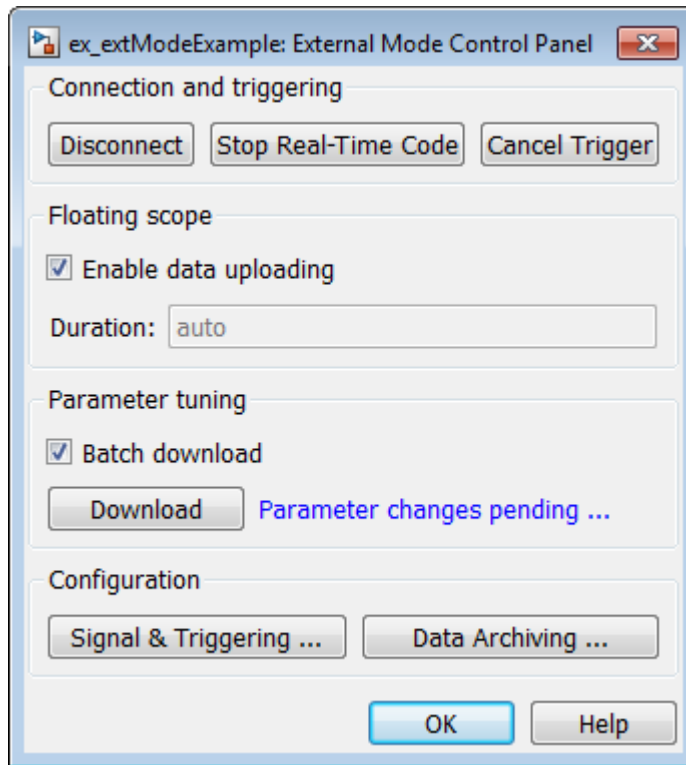 ex_extModeExample: External Mode Control Panel
Connection and triggering
Disconnect Stop Real-Time Code Cancel Trigger
Floating scope
Enable data uploading
Duration: auto
Parameter tuning
Batch download
Download Parameter changes pending ...
Configuration
Signal & Triggering ... Data Archiving ...
OK Help